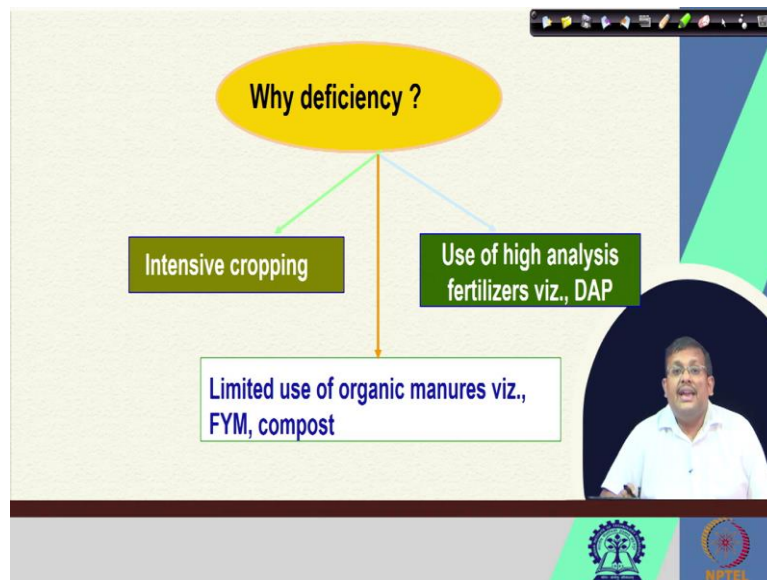 Why deficiency ?
Intensive cropping
Use of high analysis
fertilizers viz., DAP
Limited use of organic manures viz.,
FYM, compost
NPTEL